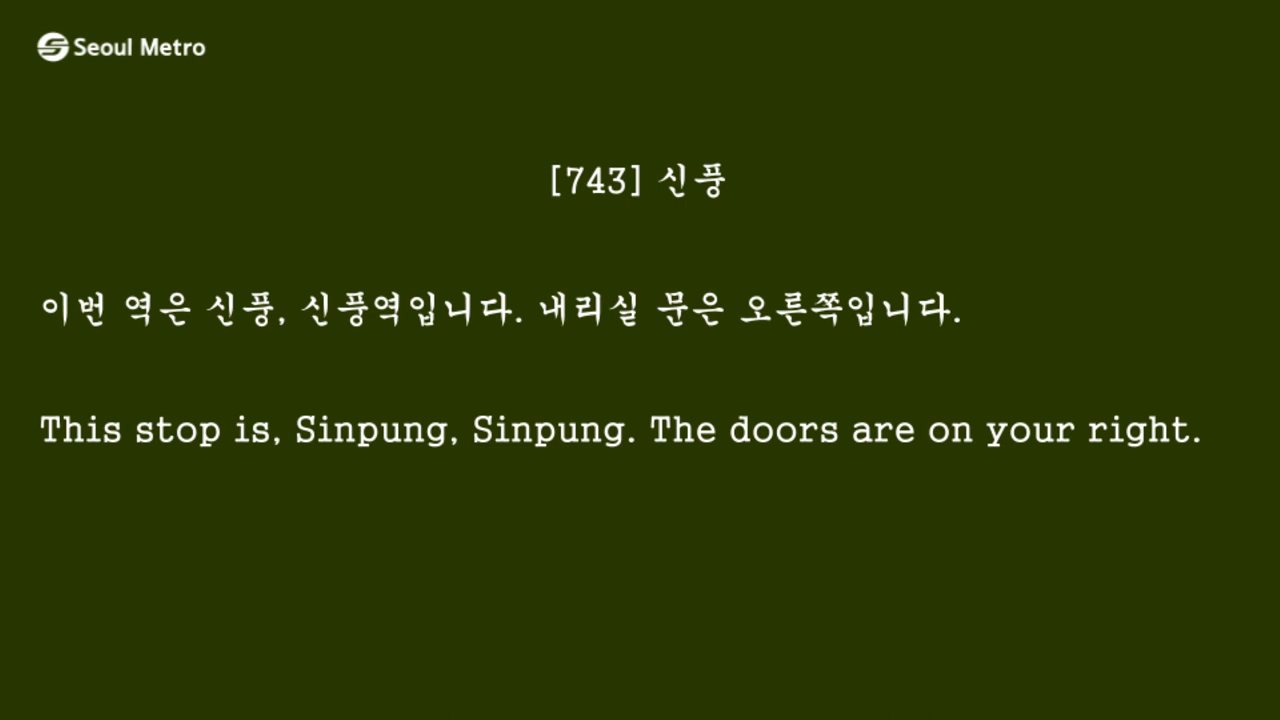 Seoul Metro
[743] 신풍
이번 역은 신풍, 신풍역입니다. 내리실 문은 오른쪽입니다.
This stop is, Sinpung, Sinpung. The doors are on your right.